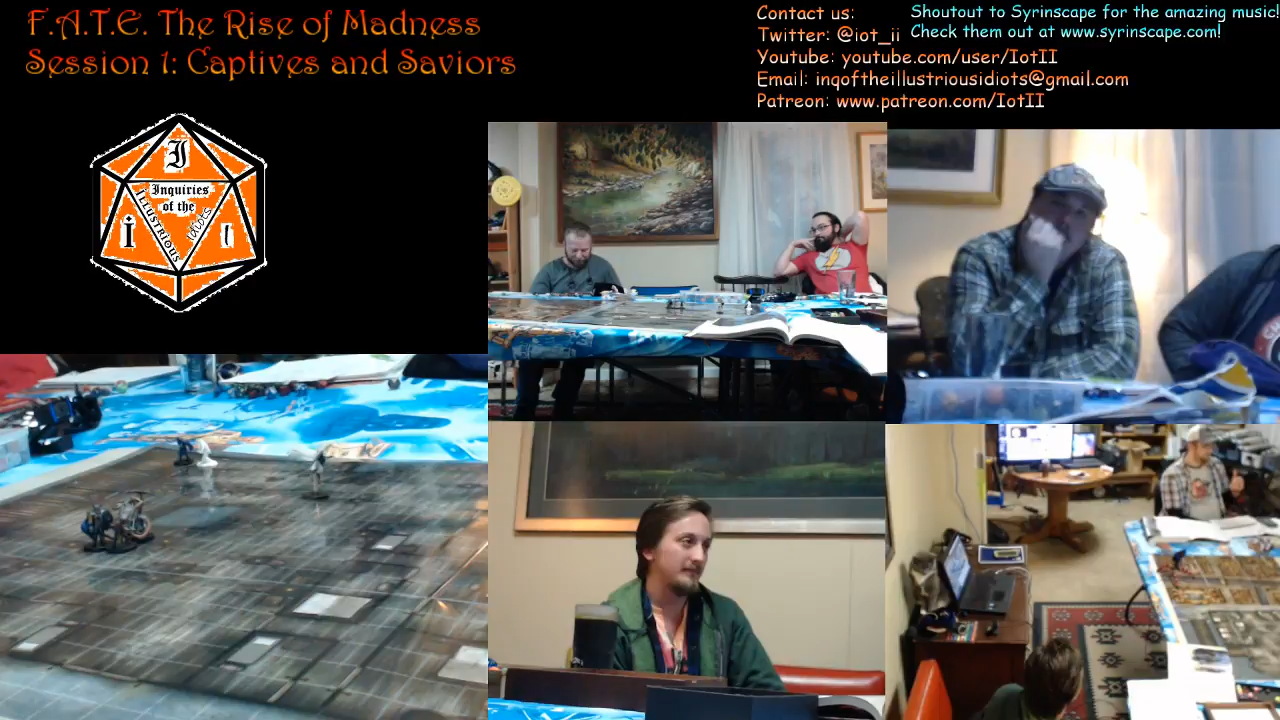 F.A.T.E. The Rise of Madness
Session 1: Captives and Saviors
Contact us:
Twitter: @iot_ii
Youtube: youtube.com/user/IotII
Email: inqoftheillustriousidiots@gmail.com
Patreon: www.patreon.com/IotII
Shoutout to Syrinscape for the amazing music!
Check them out at www.syrinscape.com!
I
Inquiries
of the
Illustrious
Idiots
i
I